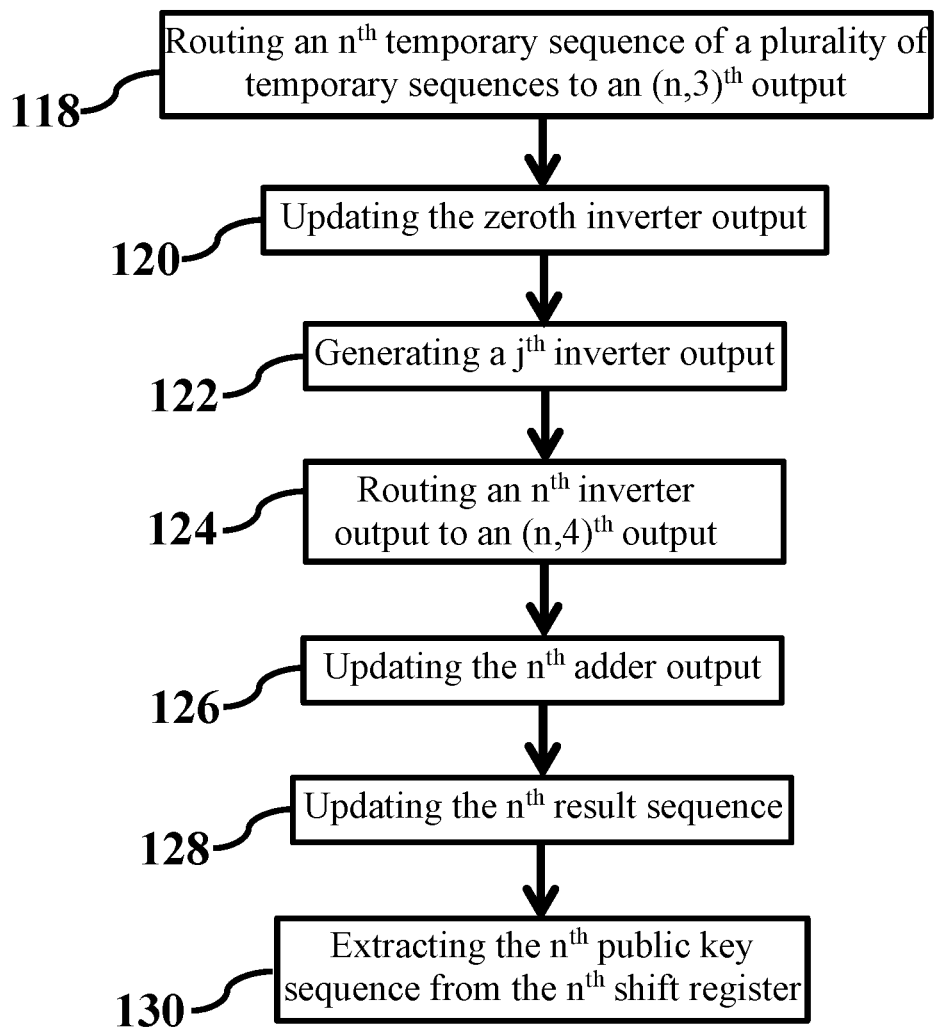 Routing an nth temporary sequence of a plurality of
temporary sequences to an (n,3)th output
118
Updating the zeroth inverter output
120
Generating a jth inverter output
122
Routing an nth inverter
output to an (n,4)th output
124
Updating the nth adder output
126
Updating the nth result sequence
128
Extracting the nth public key
sequence from the nth shift register
130